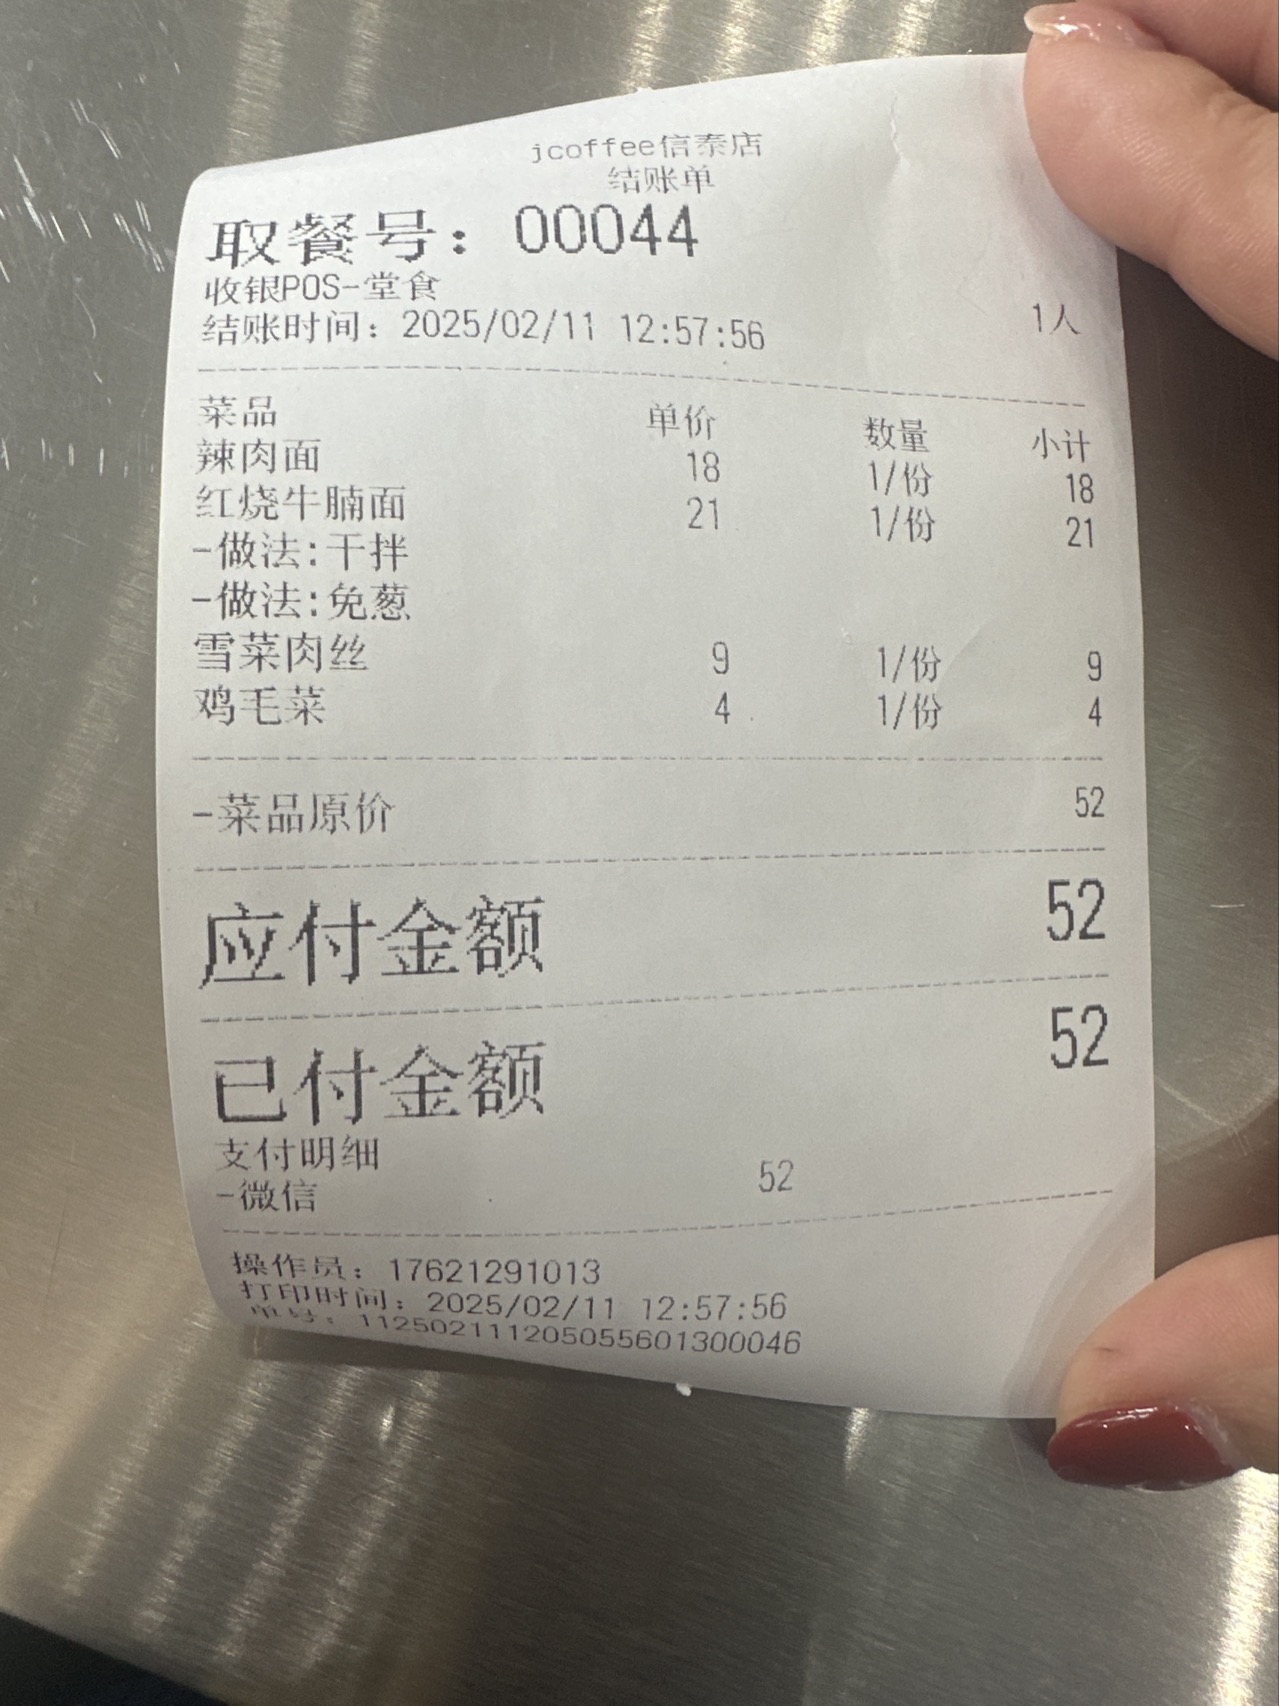 jcoffee信泰店
结账单
取餐号：00044
收银POS-堂食
结账时间：2025/02/11 12:57:56 1人
菜品 单价 数量 小计
辣肉面 18 1/份 18
红烧牛腩面 21 1/份 21
-做法:干拌
-做法:免葱
雪菜肉丝 9 1/份 9
鸡毛菜 4 1/份 4
-菜品原价 52
应付金额 52
已付金额 52
支付明细
-微信 52
操作员：17621291013
打印时间：2025/02/11 12:57:56
单号：1125021112050556013​00046